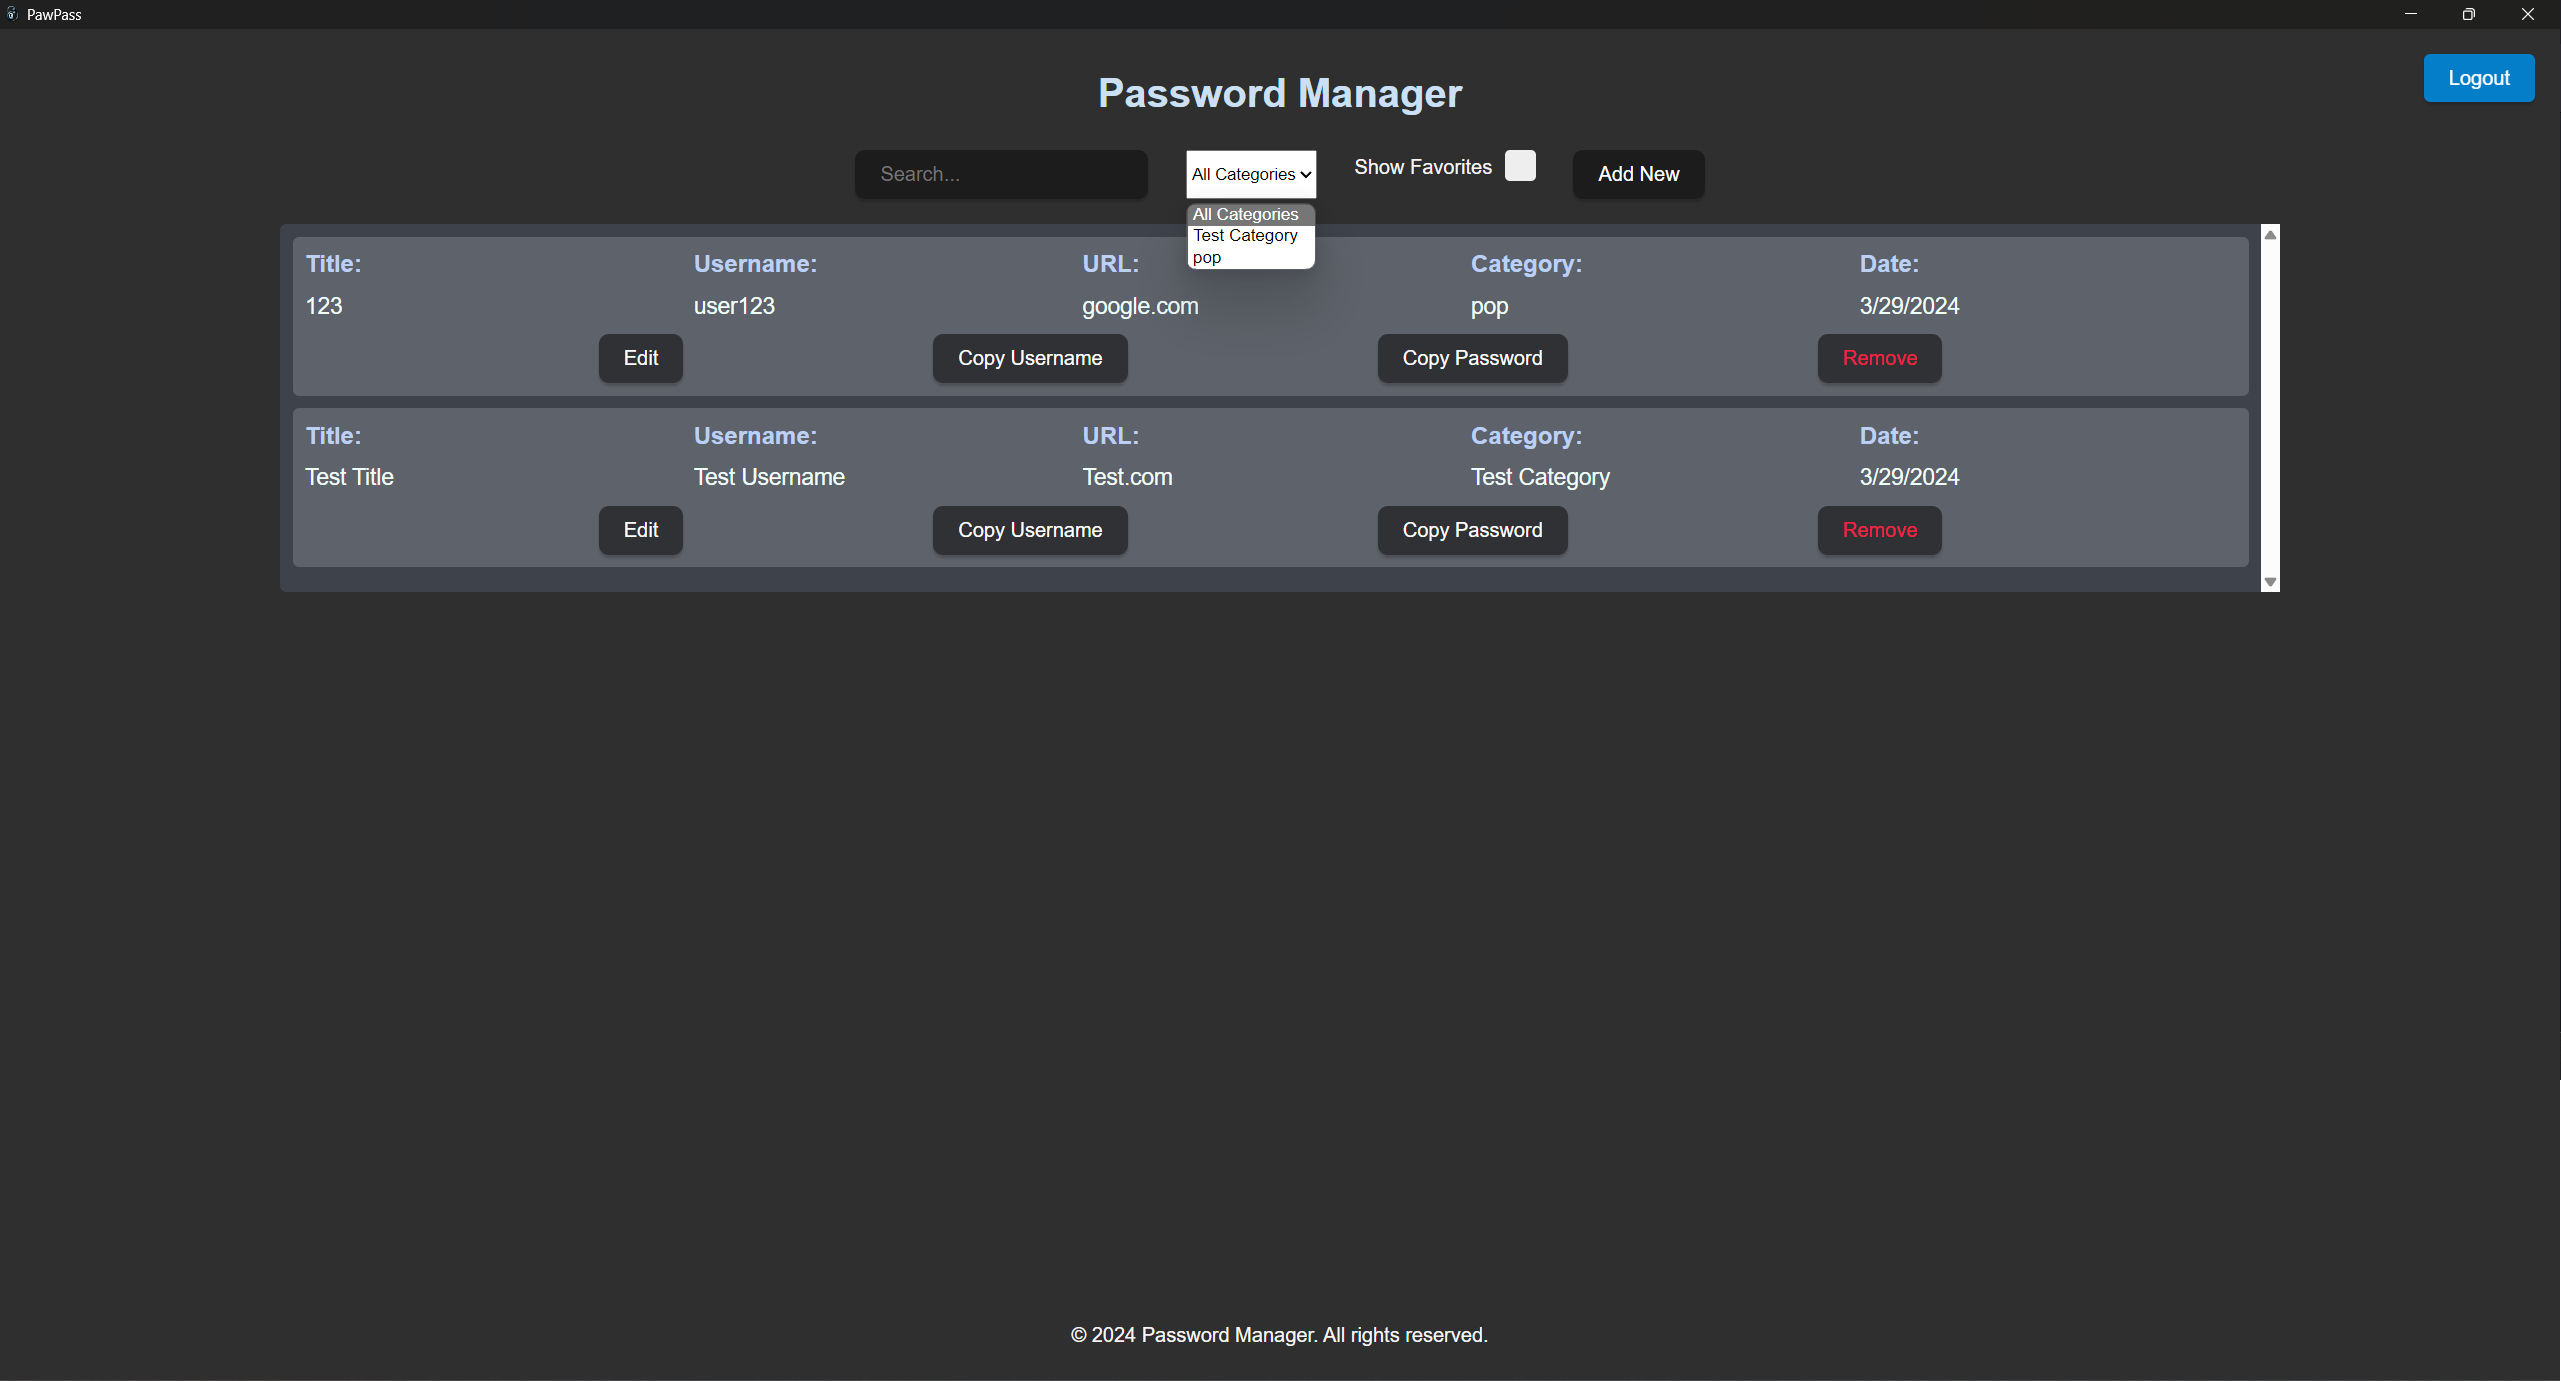 PawPass
Logout
Password Manager
Search... All Categories Show Favorites Add New
All Categories
Test Category
pop
Title: Username: URL: Category: Date:
123 user123 google.com pop 3/29/2024
Edit Copy Username Copy Password Remove
Title: Username: URL: Category: Date:
Test Title Test Username Test.com Test Category 3/29/2024
Edit Copy Username Copy Password Remove
© 2024 Password Manager. All rights reserved.